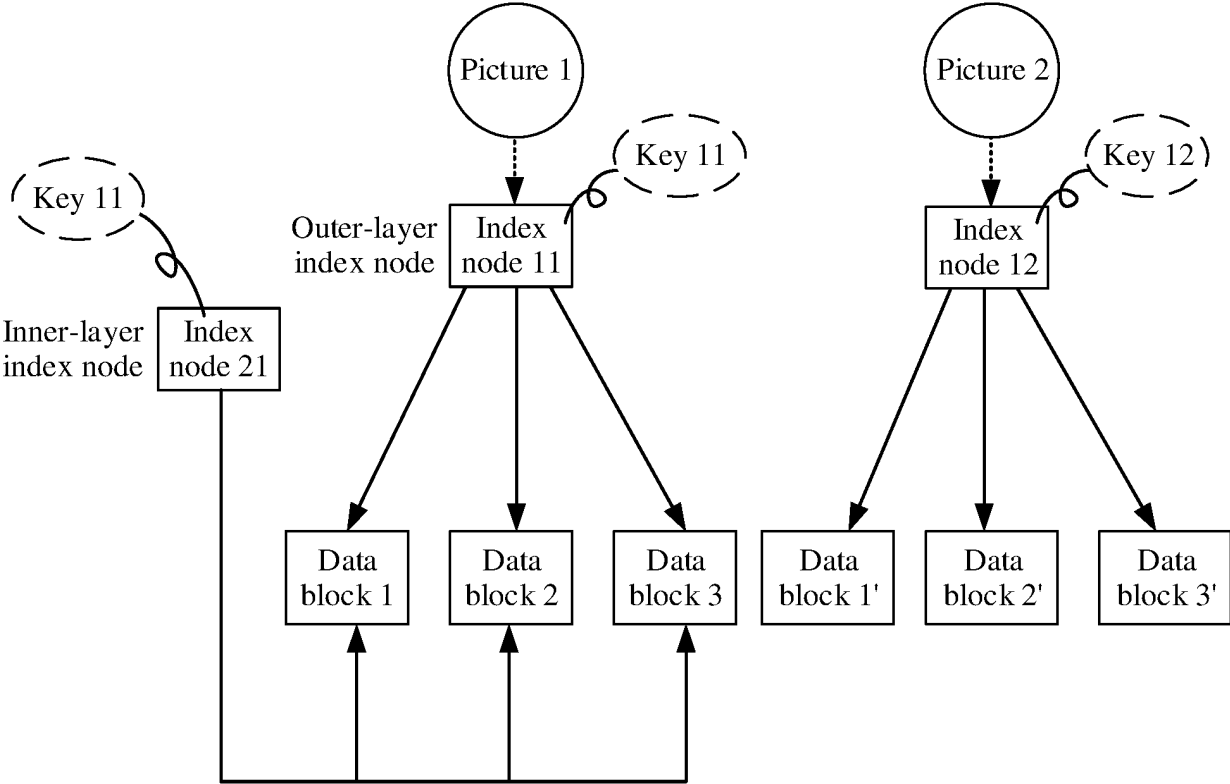 Picture 1
Picture 2
Key 11
Key 12
Key 11
Outer-layer
index node
Index
node 11
Index
node 12
Inner-layer
index node
Index
node 21
Data
block 1
Data
block 2
Data
block 3
Data
block 1'
Data
block 2'
Data
block 3'